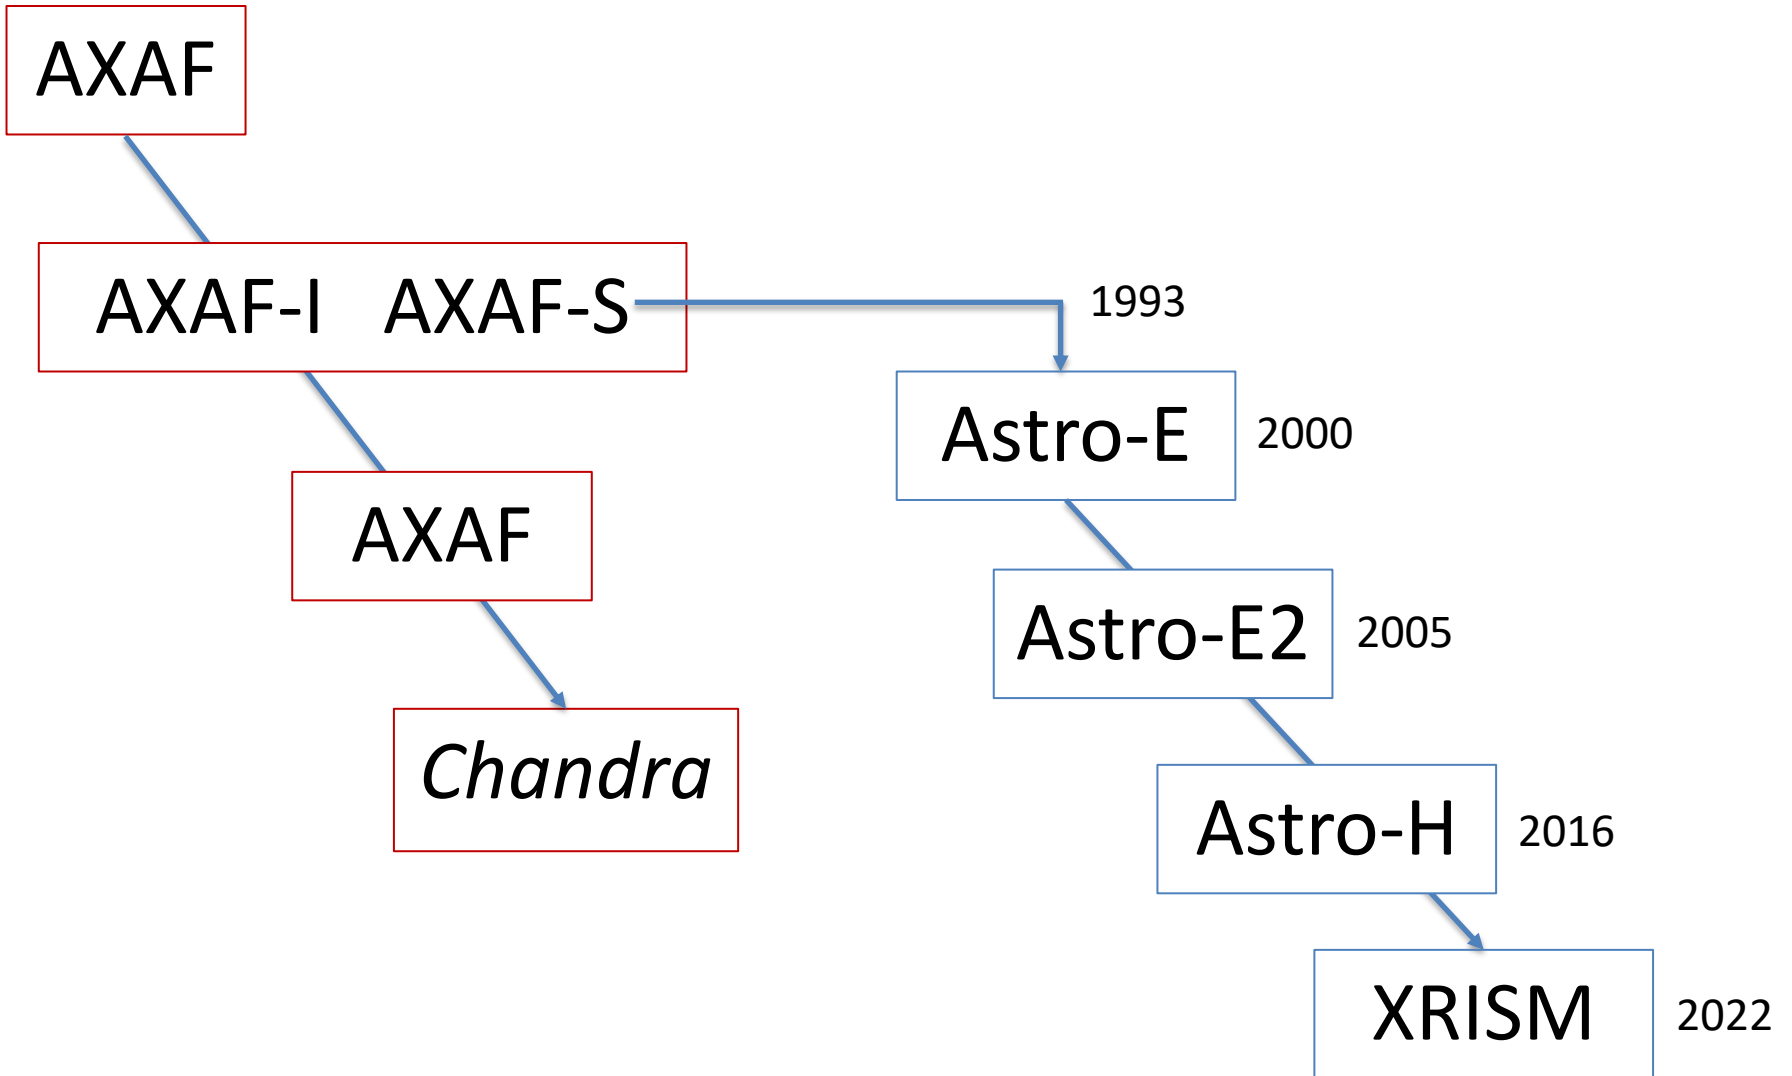 AXAF
AXAF-I AXAF-S
1993
Astro-E 2000
AXAF
Astro-E2 2005
Chandra
Astro-H 2016
XRISM 2022